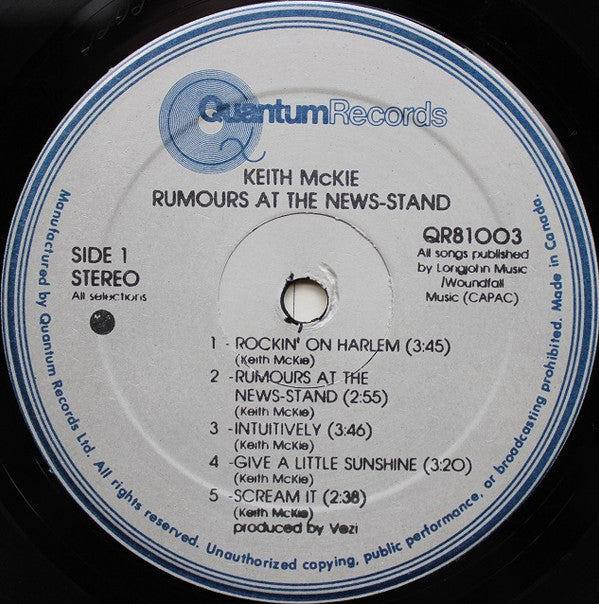 QuantumRecords
KEITH McKIE
RUMOURS AT THE NEWS-STAND
SIDE 1
STEREO
All selections
QR81003
All songs published
by Longjohn Music
/Woundfall
Music (CAPAC)
1 - ROCKIN' ON HARLEM (3:45)
(Keith McKie)
2 -RUMOURS AT THE
NEWS-STAND (2:55)
(Keith McKie)
3 -INTUITIVELY (3:46)
(Keith McKie)
4 -GIVE A LITTLE SUNSHINE (3:20)
(Keith McKie)
5 -SCREAM IT (2:38)
(Keith McKie)
produced by Vezi
Manufactured by Quantum Records Ltd. All rights reserved. Unauthorized copying, public performance, or broadcasting prohibited. Made in Canada.